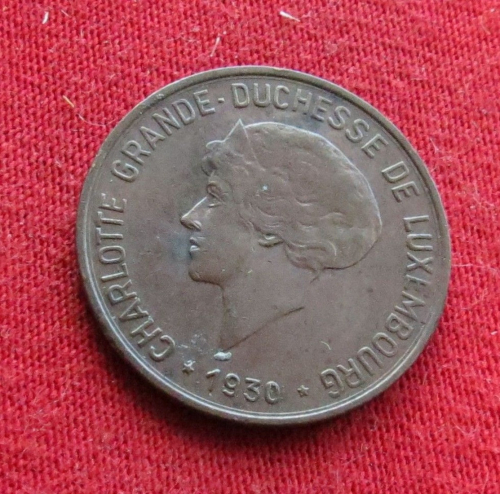 CHARLOTTE GRANDE-DUCHESSE DE LUXEMBOURG
* 1930 *